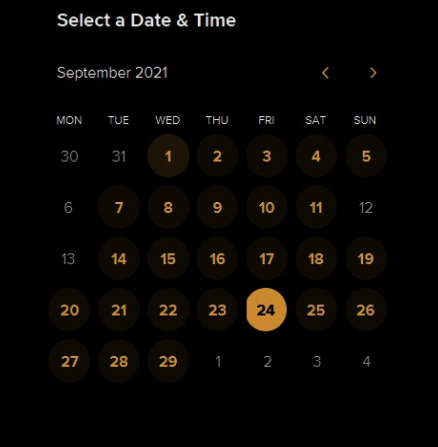 Select a Date & Time
September 2021
MON TUE WED THU FRI SAT SUN
30 31 1 2 3 4 5
6 7 8 9 10 11 12
13 14 15 16 17 18 19
20 21 22 23 24 25 26
27 28 29 1 2 3 4